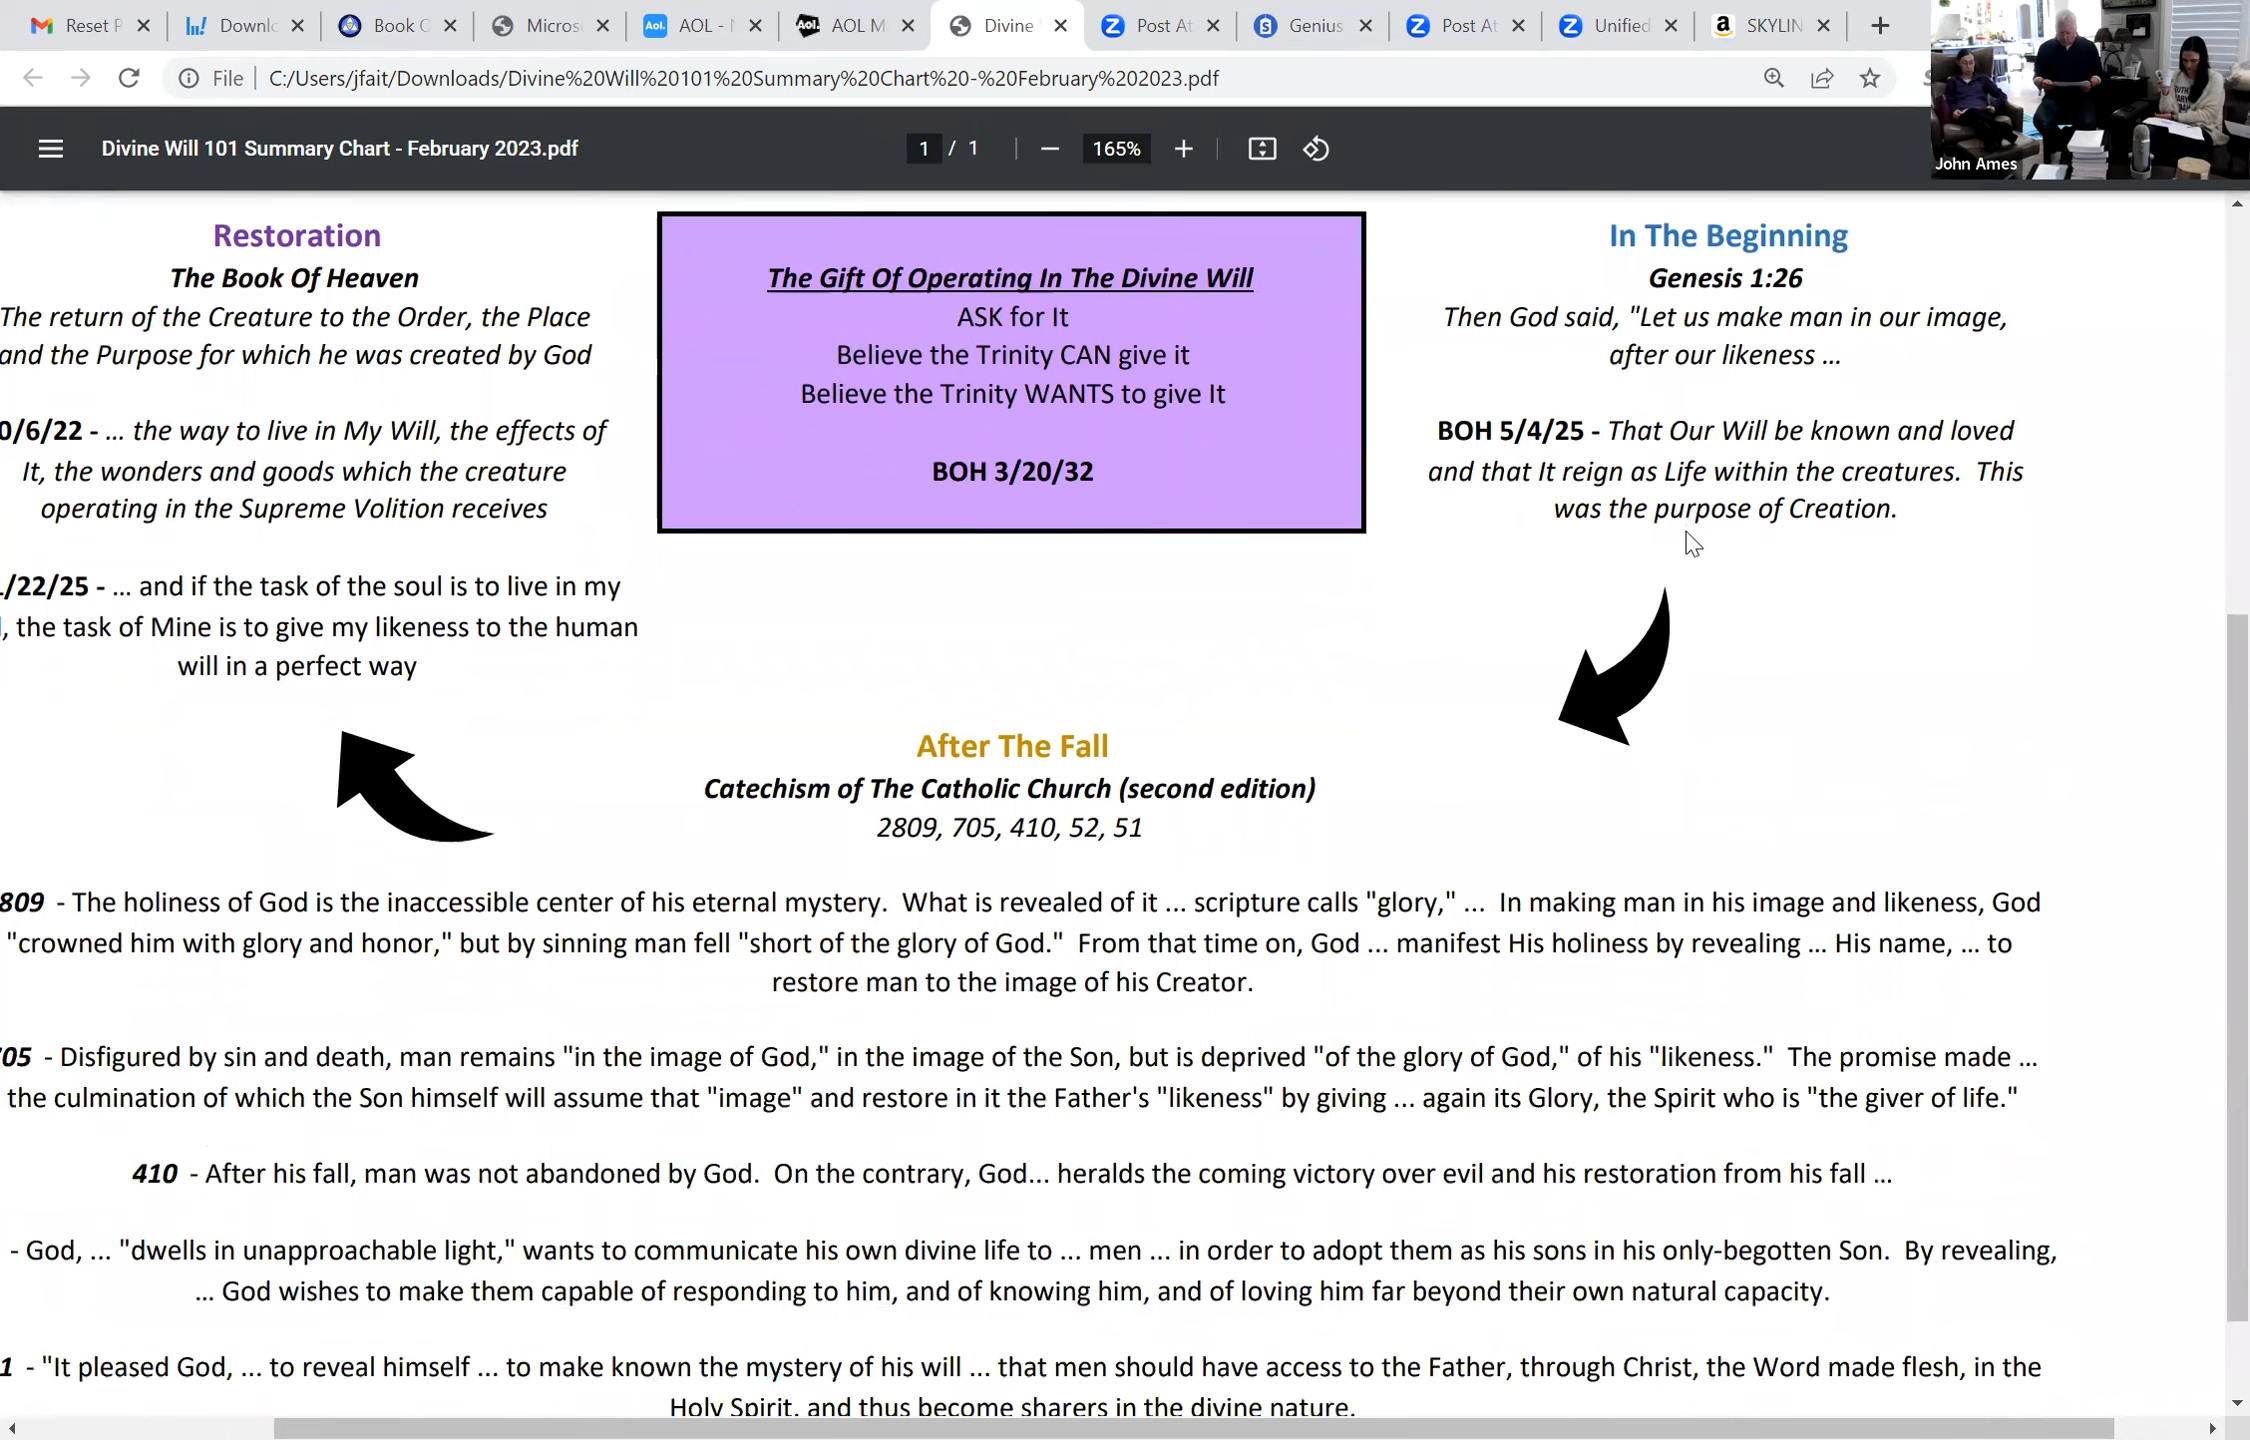 Reset P
Downlo
Book O
Micros
AOL - 
AOL M
Divine
Post At
Genius
Post At
Unified
SKYLIN
File
C:/Users/jfait/Downloads/Divine%20Will%20101%20Summary%20Chart%20-%20February%202023.pdf
Divine Will 101 Summary Chart - February 2023.pdf
1 / 1
165%
John Ames
Restoration
The Book Of Heaven
The return of the Creature to the Order, the Place
and the Purpose for which he was created by God
0/6/22 - ... the way to live in My Will, the effects of
It, the wonders and goods which the creature
operating in the Supreme Volition receives
/22/25 - ... and if the task of the soul is to live in my
, the task of Mine is to give my likeness to the human
will in a perfect way
The Gift Of Operating In The Divine Will
ASK for It
Believe the Trinity CAN give it
Believe the Trinity WANTS to give It
BOH 3/20/32
In The Beginning
Genesis 1:26
Then God said, "Let us make man in our image,
after our likeness ...
BOH 5/4/25 - That Our Will be known and loved
and that It reign as Life within the creatures. This
was the purpose of Creation.
After The Fall
Catechism of The Catholic Church (second edition)
2809, 705, 410, 52, 51
809 - The holiness of God is the inaccessible center of his eternal mystery. What is revealed of it ... scripture calls "glory," ... In making man in his image and likeness, God
"crowned him with glory and honor," but by sinning man fell "short of the glory of God." From that time on, God ... manifest His holiness by revealing ... His name, ... to
restore man to the image of his Creator.
05 - Disfigured by sin and death, man remains "in the image of God," in the image of the Son, but is deprived "of the glory of God," of his "likeness." The promise made ...
the culmination of which the Son himself will assume that "image" and restore in it the Father's "likeness" by giving ... again its Glory, the Spirit who is "the giver of life."
410 - After his fall, man was not abandoned by God. On the contrary, God... heralds the coming victory over evil and his restoration from his fall ...
- God, ... "dwells in unapproachable light," wants to communicate his own divine life to ... men ... in order to adopt them as his sons in his only-begotten Son. By revealing,
... God wishes to make them capable of responding to him, and of knowing him, and of loving him far beyond their own natural capacity.
1 - "It pleased God, ... to reveal himself ... to make known the mystery of his will ... that men should have access to the Father, through Christ, the Word made flesh, in the
Holy Spirit, and thus become sharers in the divine nature.